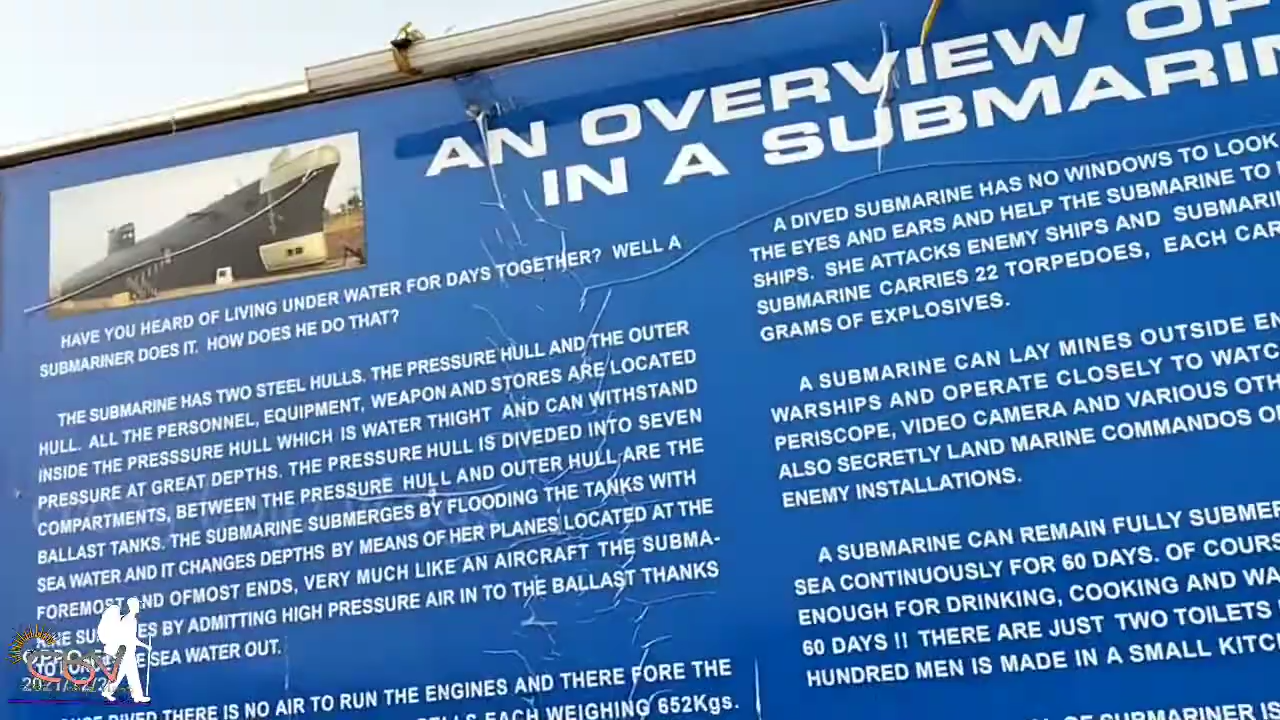 AN OVERVIEW OF
IN A SUBMARIN
HAVE YOU HEARD OF LIVING UNDER WATER FOR DAYS TOGETHER? WELL A
SUBMARINER DOES IT. HOW DOES HE DO THAT?
THE SUBMARINE HAS TWO STEEL HULLS. THE PRESSURE HULL AND THE OUTER
HULL. ALL THE PERSONNEL, EQUIPMENT, WEAPON AND STORES ARE LOCATED
INSIDE THE PRESSSURE HULL WHICH IS WATER THIGHT AND CAN WITHSTAND
PRESSURE AT GREAT DEPTHS. THE PRESSURE HULL IS DIVEDED INTO SEVEN
COMPARTMENTS, BETWEEN THE PRESSURE HULL AND OUTER HULL ARE THE
BALLAST TANKS. THE SUBMARINE SUBMERGES BY FLOODING THE TANKS WITH
SEA WATER AND IT CHANGES DEPTHS BY MEANS OF HER PLANES LOCATED AT THE
FOREMOST AND OFMOST ENDS, VERY MUCH LIKE AN AIRCRAFT THE SUBMA-
BY ADMITTING HIGH PRESSURE AIR IN TO THE BALLAST THANKS
SEA WATER OUT.
DIVED THERE IS NO AIR TO RUN THE ENGINES AND THERE FORE THE
EACH WEIGHING 652Kgs.
A DIVED SUBMARINE HAS NO WINDOWS TO LOOK
THE EYES AND EARS AND HELP THE SUBMARINE TO
SHIPS. SHE ATTACKS ENEMY SHIPS AND SUBMARI
SUBMARINE CARRIES 22 TORPEDOES, EACH CAR
GRAMS OF EXPLOSIVES.
A SUBMARINE CAN LAY MINES OUTSIDE EN
WARSHIPS AND OPERATE CLOSELY TO WATC
PERISCOPE, VIDEO CAMERA AND VARIOUS OTH
ALSO SECRETLY LAND MARINE COMMANDOS O
ENEMY INSTALLATIONS.
A SUBMARINE CAN REMAIN FULLY SUBMER
SEA CONTINUOUSLY FOR 60 DAYS. OF COURS
ENOUGH FOR DRINKING, COOKING AND WA
60 DAYS !! THERE ARE JUST TWO TOILETS
HUNDRED MEN IS MADE IN A SMALL KITC
OF SUBMARINER IS